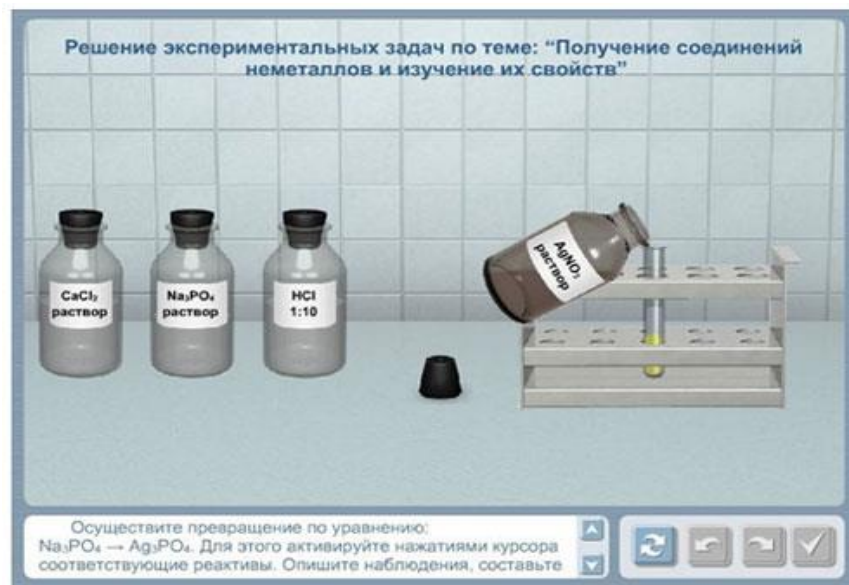 Решение экспериментальных задач по теме: “Получение соединений
неметаллов и изучение их свойств”
CaCl₂
раствор
Na₃PO₄
раствор
HCl
1:10
AgNO₃
раствор
Осуществите превращение по уравнению:
Na₃PO₄ → Ag₃PO₄. Для этого активируйте нажатиями курсора
соответствующие реактивы. Опишите наблюдения, составьте